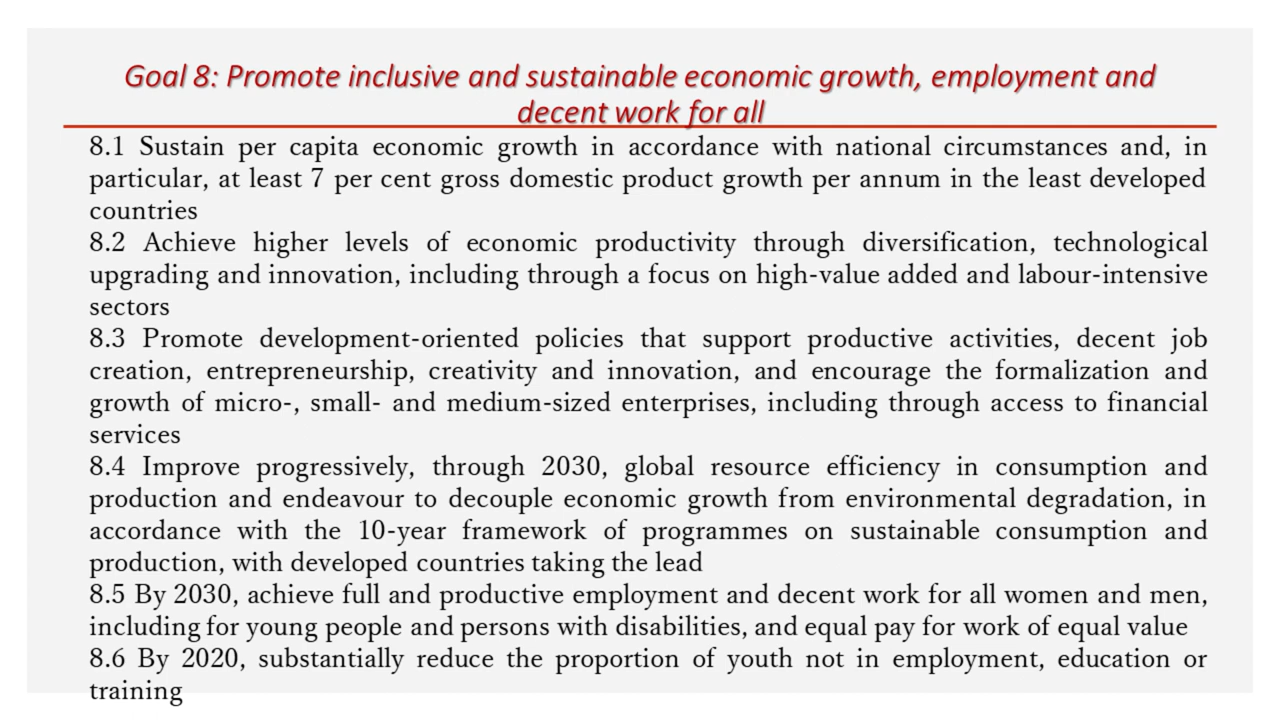 Goal 8: Promote inclusive and sustainable economic growth, employment and
decent work for all
8.1 Sustain per capita economic growth in accordance with national circumstances and, in
particular, at least 7 per cent gross domestic product growth per annum in the least developed
countries
8.2 Achieve higher levels of economic productivity through diversification, technological
upgrading and innovation, including through a focus on high-value added and labour-intensive
sectors
8.3 Promote development-oriented policies that support productive activities, decent job
creation, entrepreneurship, creativity and innovation, and encourage the formalization and
growth of micro-, small- and medium-sized enterprises, including through access to financial
services
8.4 Improve progressively, through 2030, global resource efficiency in consumption and
production and endeavour to decouple economic growth from environmental degradation, in
accordance with the 10-year framework of programmes on sustainable consumption and
production, with developed countries taking the lead
8.5 By 2030, achieve full and productive employment and decent work for all women and men,
including for young people and persons with disabilities, and equal pay for work of equal value
8.6 By 2020, substantially reduce the proportion of youth not in employment, education or
training